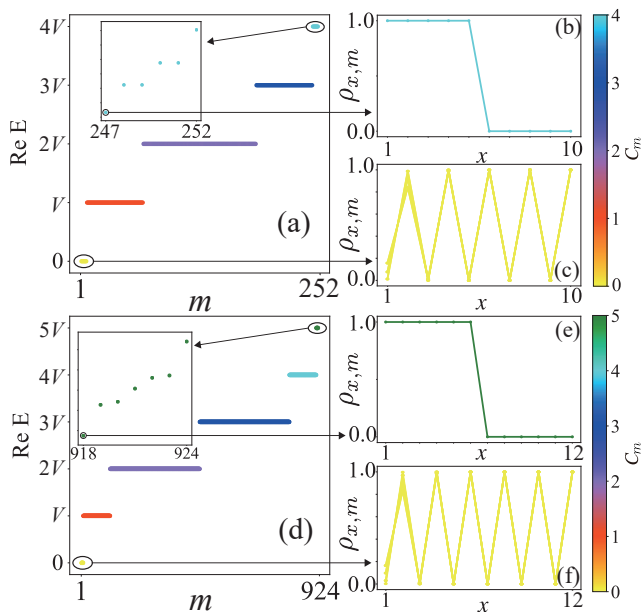 (a)
Re E
4V
3V
2V
V
0
247
252
1
m
252
(b)
ρx,m
1.0
1.0
1
x
10
(c)
ρx,m
1.0
0.0
1
x
10
4
3
2
1
0
Cm
(d)
Re E
5V
4V
3V
2V
V
0
918
924
1
m
924
(e)
ρx,m
1.0
1.0
1
x
12
(f)
ρx,m
1.0
0.0
1
x
12
5
4
3
2
1
0
Cm